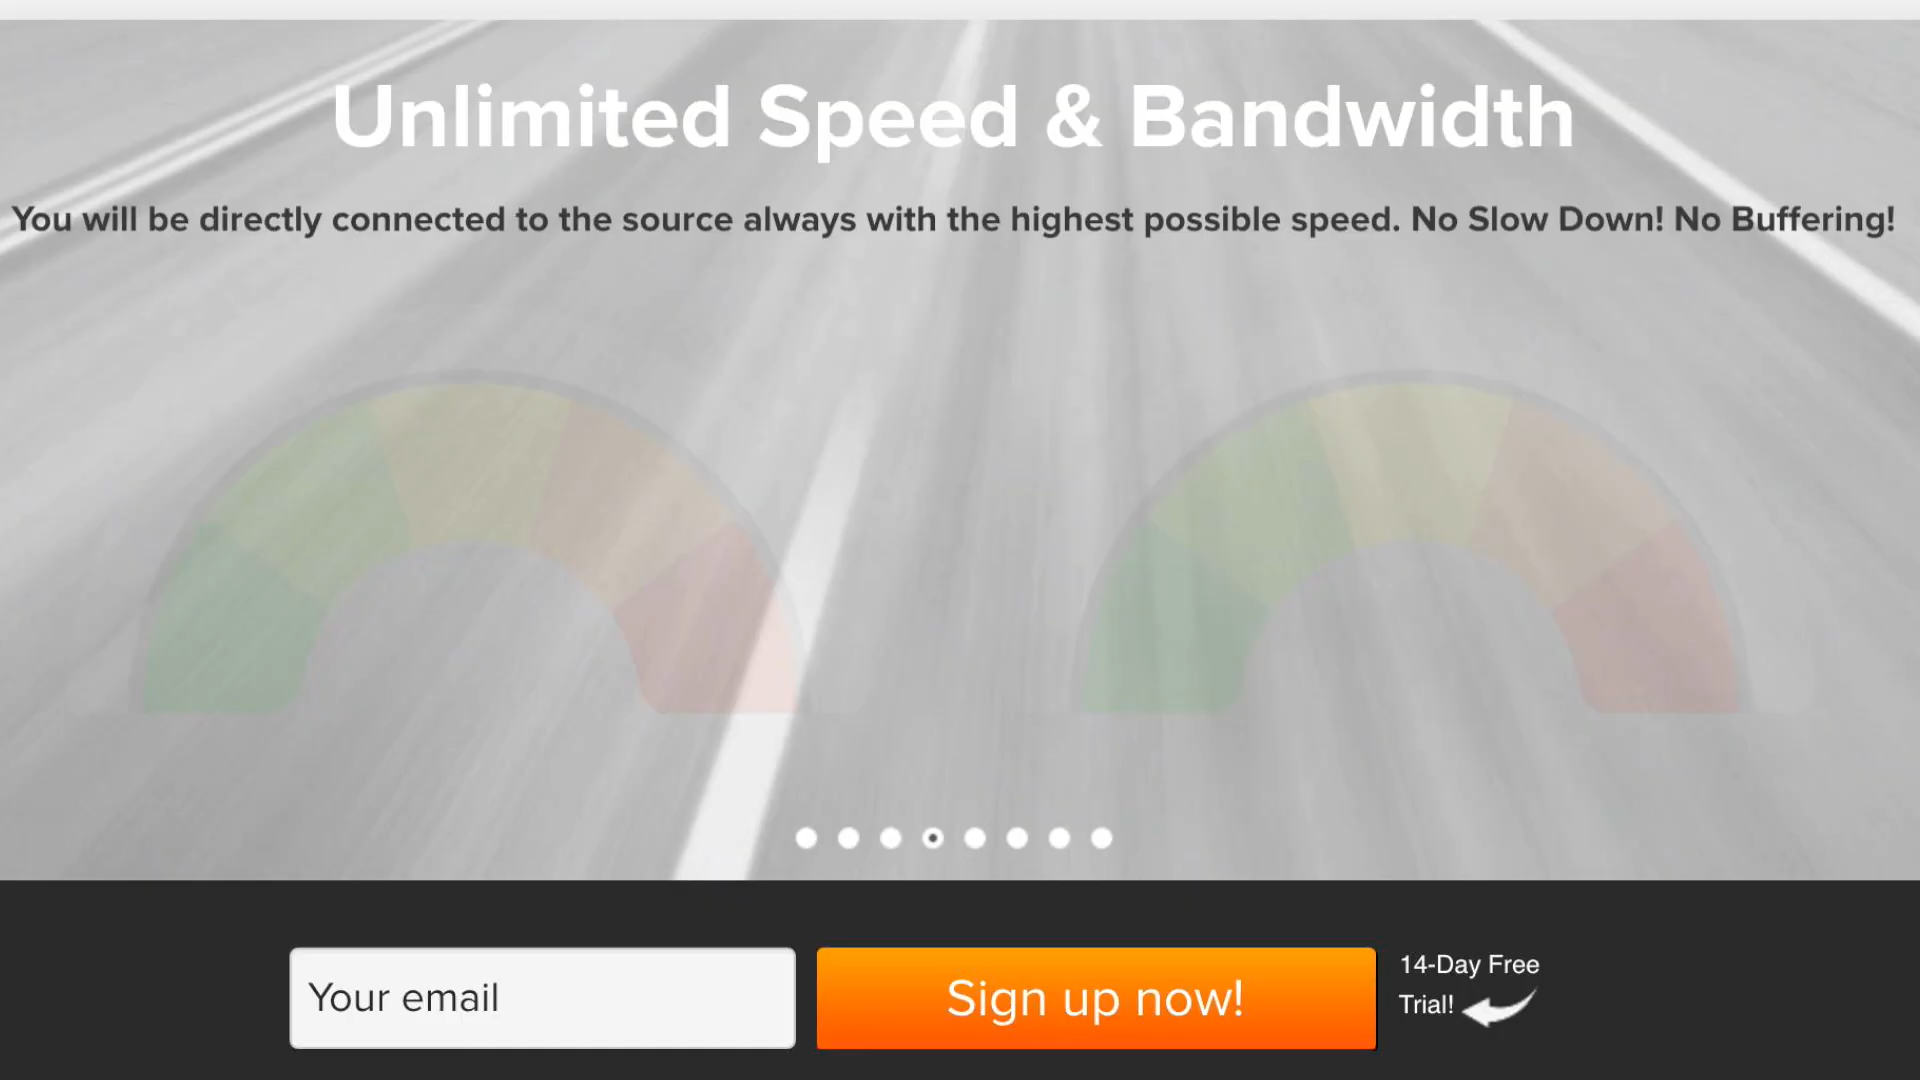 Unlimited Speed & Bandwidth
You will be directly connected to the source always with the highest possible speed. No Slow Down! No Buffering!
Your email
Sign up now!
14-Day Free
Trial!